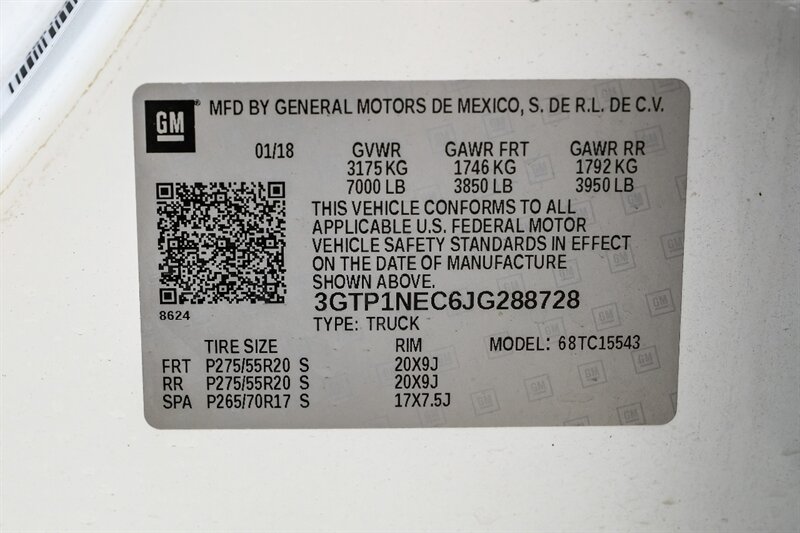 GM ® MFD BY GENERAL MOTORS DE MEXICO, S. DE R.L. DE C.V.
01/18 GVWR GAWR FRT GAWR RR
3175 KG 1746 KG 1792 KG
7000 LB 3850 LB 3950 LB
THIS VEHICLE CONFORMS TO ALL
APPLICABLE U.S. FEDERAL MOTOR
VEHICLE SAFETY STANDARDS IN EFFECT
ON THE DATE OF MANUFACTURE
SHOWN ABOVE.
3GTP1NEC6JG288728
8624
TYPE: TRUCK
TIRE SIZE RIM MODEL: 68TC15543
FRT P275/55R20 S 20X9J
RR P275/55R20 S 20X9J
SPA P265/70R17 S 17X7.5J